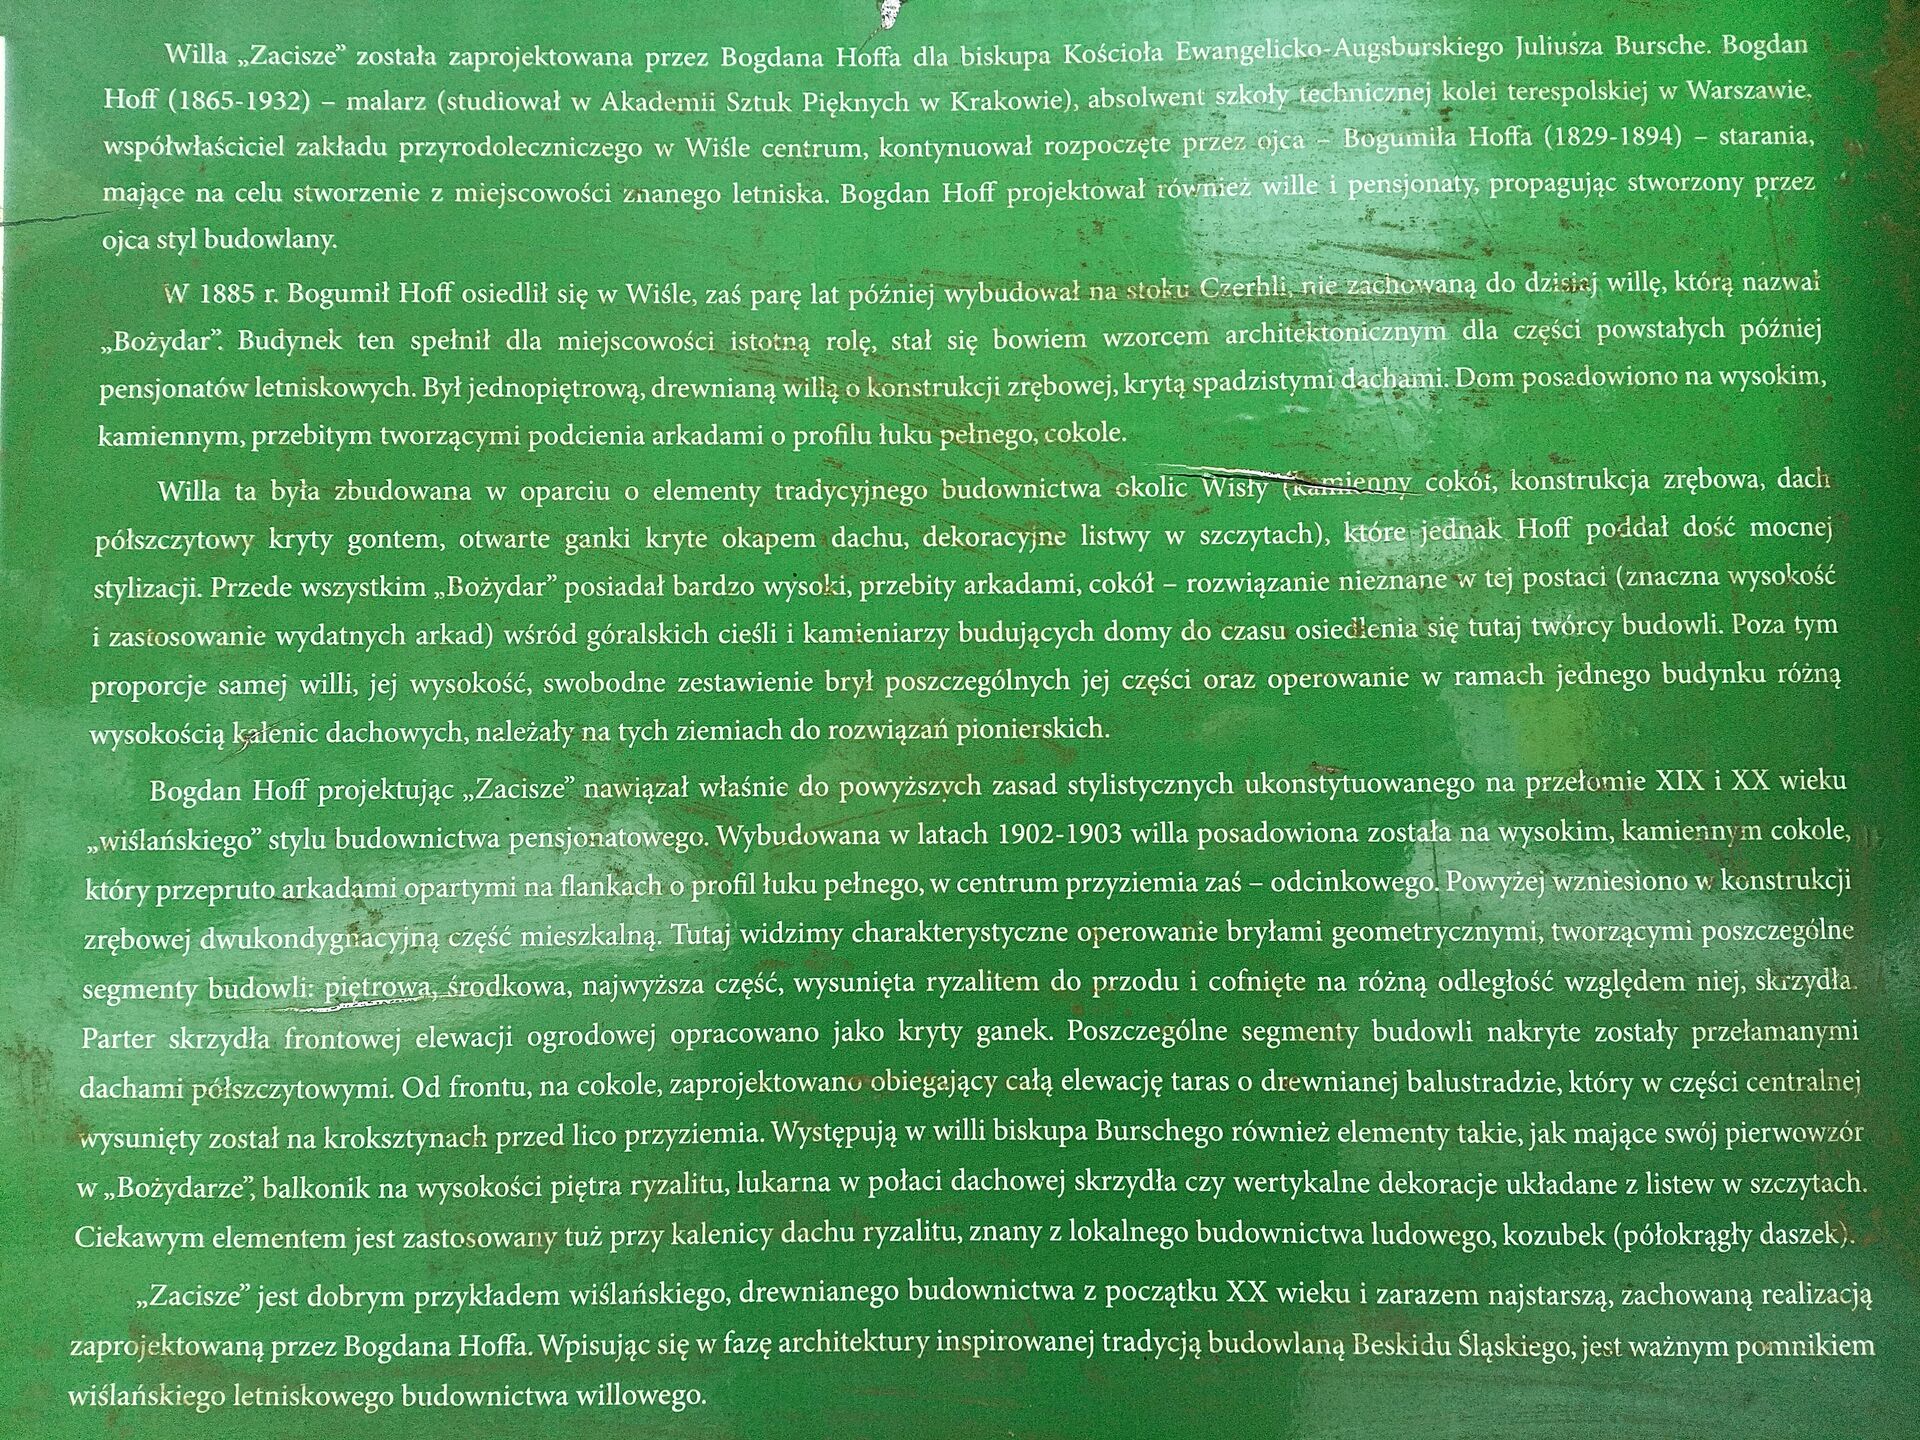 Willa „Zacisze” została zaprojektowana przez Bogdana Hoffa dla biskupa Kościoła Ewangelicko-Augsburskiego Juliusza Bursche. Bogdan
Hoff (1865-1932) – malarz (studiował w Akademii Sztuk Pięknych w Krakowie), absolwent szkoły technicznej kolei terespolskiej w Warszawie,
współwłaściciel zakładu przyrodoleczniczego w Wiśle centrum, kontynuował rozpoczęte przez ojca – Bogumiła Hoffa (1829-1894) – starania,
mające na celu stworzenie z miejscowości znanego letniska. Bogdan Hoff projektował również wille i pensjonaty, propagując stworzony przez
ojca styl budowlany.
W 1885 r. Bogumił Hoff osiedlił się w Wiśle, zaś parę lat później wybudował na stoku Czerhli, nie zachowaną do dzisiaj willę, którą nazwał
„Bożydar”. Budynek ten spełnił dla miejscowości istotną rolę, stał się bowiem wzorcem architektonicznym dla części powstałych później
pensjonatów letniskowych. Był jednopiętrową, drewnianą willą o konstrukcji zrębowej, krytą spadzistymi dachami. Dom posadowiono na wysokim,
kamiennym, przebitym tworzącymi podcienia arkadami o profilu łuku pełnego, cokole.
Willa ta była zbudowana w oparciu o elementy tradycyjnego budownictwa okolic Wisły (kamienny cokół, konstrukcja zrębowa, dach
półszczytowy kryty gontem, otwarte ganki kryte okapem dachu, dekoracyjne listwy w szczytach), które jednak Hoff poddał dość mocnej
stylizacji. Przede wszystkim „Bożydar” posiadał bardzo wysoki, przebity arkadami, cokół – rozwiązanie nieznane w tej postaci (znaczna wysokość
i zastosowanie wydatnych arkad) wśród góralskich cieśli i kamieniarzy budujących domy do czasu osiedlenia się tutaj twórcy budowli. Poza tym
proporcje samej willi, jej wysokość, swobodne zestawienie brył poszczególnych jej części oraz operowanie w ramach jednego budynku różną
wysokością kalenic dachowych, należały na tych ziemiach do rozwiązań pionierskich.
Bogdan Hoff projektując „Zacisze” nawiązał właśnie do powyższych zasad stylistycznych ukonstytuowanego na przełomie XIX i XX wieku
„wiślańskiego” stylu budownictwa pensjonatowego. Wybudowana w latach 1902-1903 willa posadowiona została na wysokim, kamiennym cokole,
który przepruto arkadami opartymi na flankach o profil łuku pełnego, w centrum przyziemia zaś – odcinkowego. Powyżej wzniesiono w konstrukcji
zrębowej dwukondygnacyjną część mieszkalną. Tutaj widzimy charakterystyczne operowanie bryłami geometrycznymi, tworzącymi poszczególne
segmenty budowli: piętrowa, środkowa, najwyższa część, wysunięta ryzalitem do przodu i cofnięte na różną odległość względem niej, skrzydła.
Parter skrzydła frontowej elewacji ogrodowej opracowano jako kryty ganek. Poszczególne segmenty budowli nakryte zostały przełamanymi
dachami półszczytowymi. Od frontu, na cokole, zaprojektowano obiegający całą elewację taras o drewnianej balustradzie, który w części centralnej
wysunięty został na kroksztynach przed lico przyziemia. Występują w willi biskupa Burschego również elementy takie, jak mające swój pierwowzór
w „Bożydarze”, balkonik na wysokości piętra ryzalitu, lukarna w połaci dachowej skrzydła czy wertykalne dekoracje układane z listew w szczytach.
Ciekawym elementem jest zastosowany tuż przy kalenicy dachu ryzalitu, znany z lokalnego budownictwa ludowego, kozubek (półokrągły daszek).
„Zacisze” jest dobrym przykładem wiślańskiego, drewnianego budownictwa z początku XX wieku i zarazem najstarszą, zachowaną realizacją
zaprojektowaną przez Bogdana Hoffa. Wpisując się w fazę architektury inspirowanej tradycją budowlaną Beskidu Śląskiego, jest ważnym pomnikiem
wiślańskiego letniskowego budownictwa willowego.